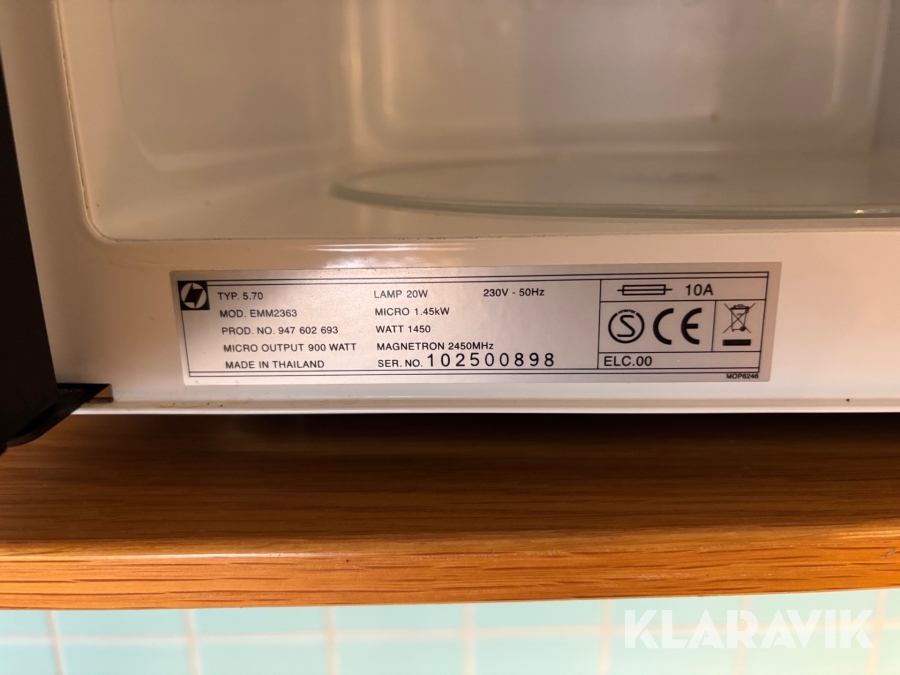 TYP. 5.70 LAMP 20W 230V - 50Hz
MOD. EMM2363 MICRO 1.45kW
PROD. NO. 947 602 693 WATT 1450
MICRO OUTPUT 900 WATT MAGNETRON 2450MHz
MADE IN THAILAND SER. NO. 102500898
10A
S CE
ELC.00
MOP6246
KLARAVIK